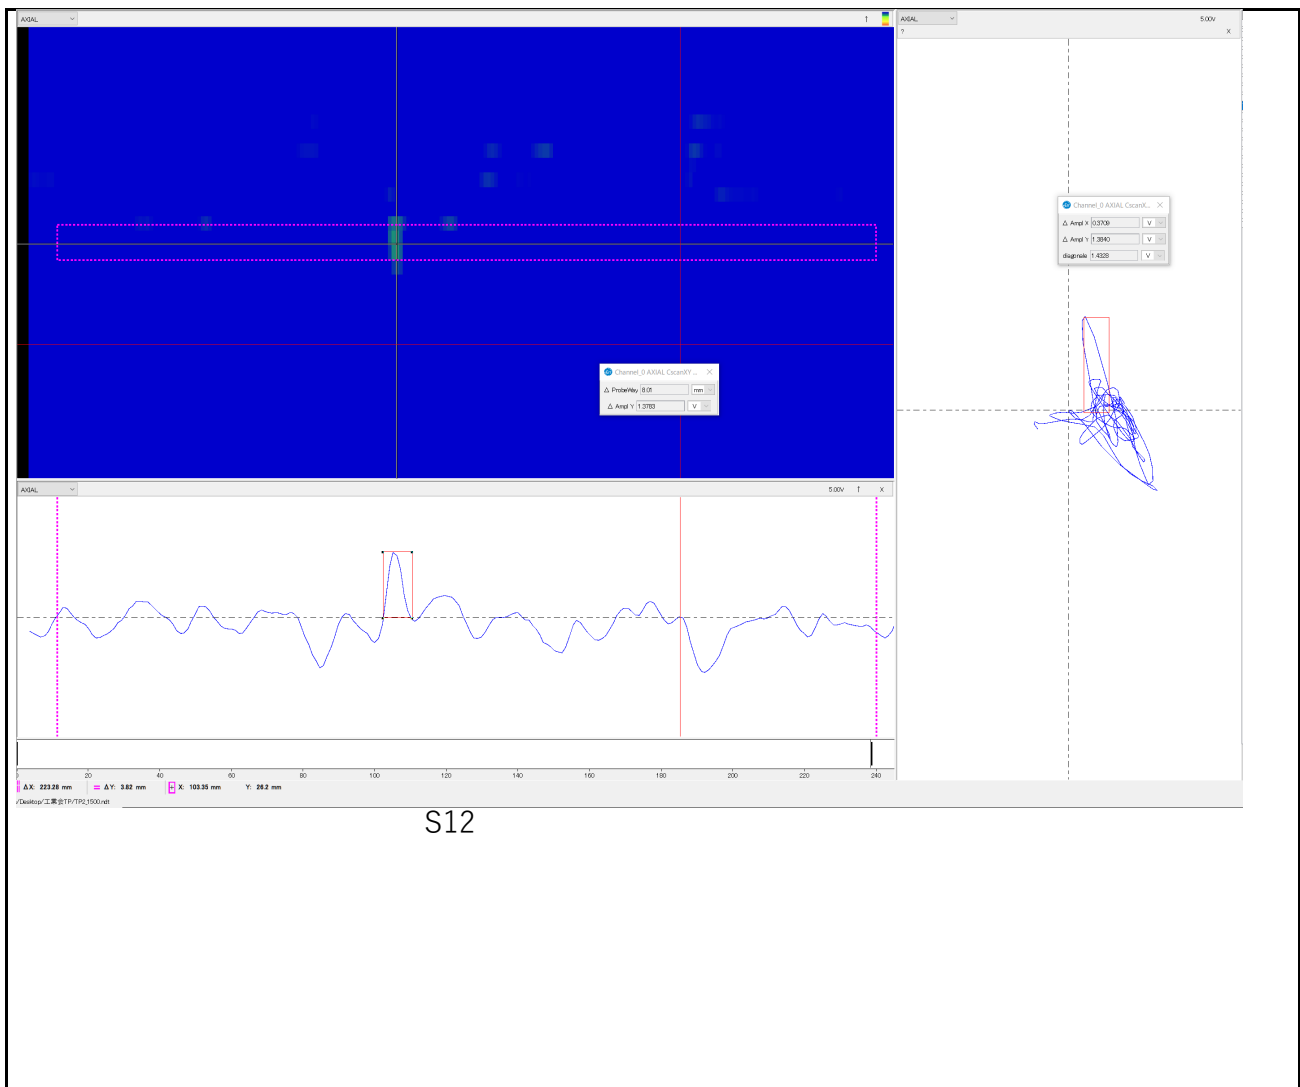 AXIAL
↑
AXIAL
5.00V
?
X
Channel_0 AXIAL CscanX...
Δ Ampl X 0.3709 V
Δ Ampl Y 1.3840 V
diagonale 1.4328 V
Channel_0 AXIAL CscanXY ...
Δ ProbeWay 8.01 mm
Δ Ampl Y 1.3783 V
AXIAL
5.00V ↑ X
20 40 60 80 100 120 140 160 180 200 220 240
ΔX: 223.28 mm ΔY: 3.82 mm X: 103.35 mm Y: 26.2 mm
/Desktop/工業会TP/TP2_1500.ndt
S12